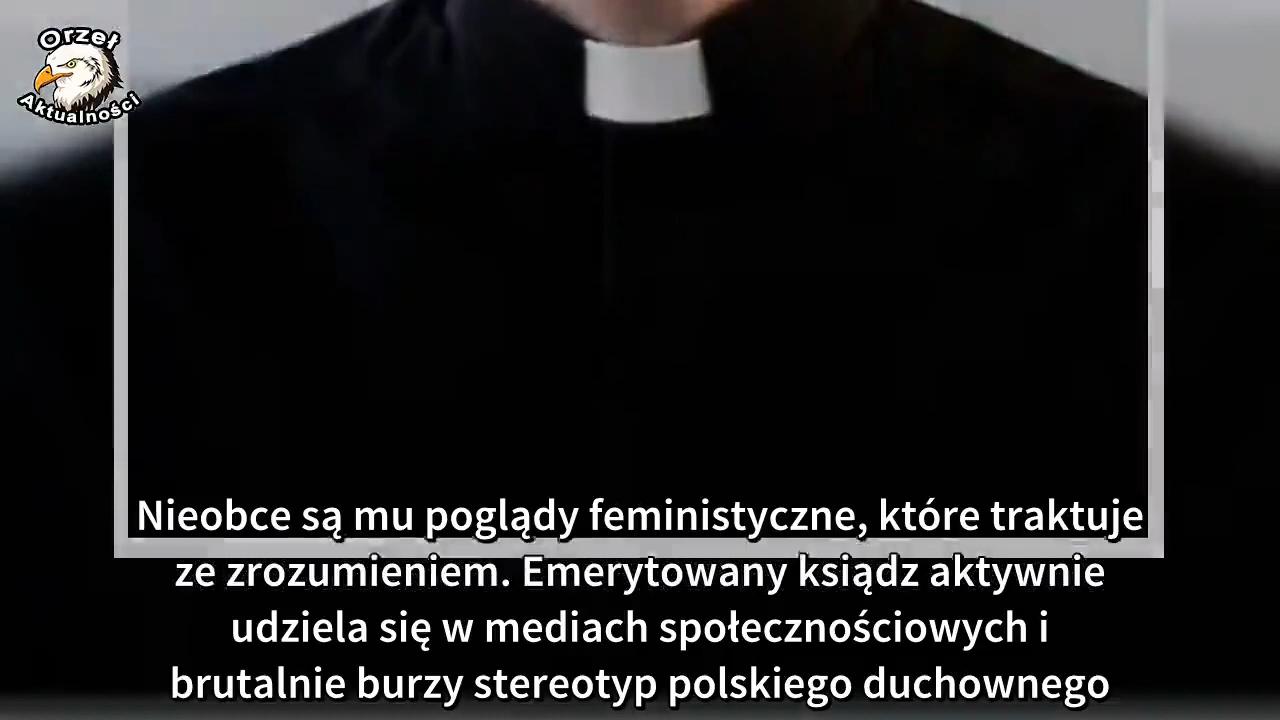 Orzeł
Aktualności
Nieobce są mu poglądy feministyczne, które traktuje
ze zrozumieniem. Emerytowany ksiądz aktywnie
udziela się w mediach społecznościowych i
brutalnie burzy stereotyp polskiego duchownego